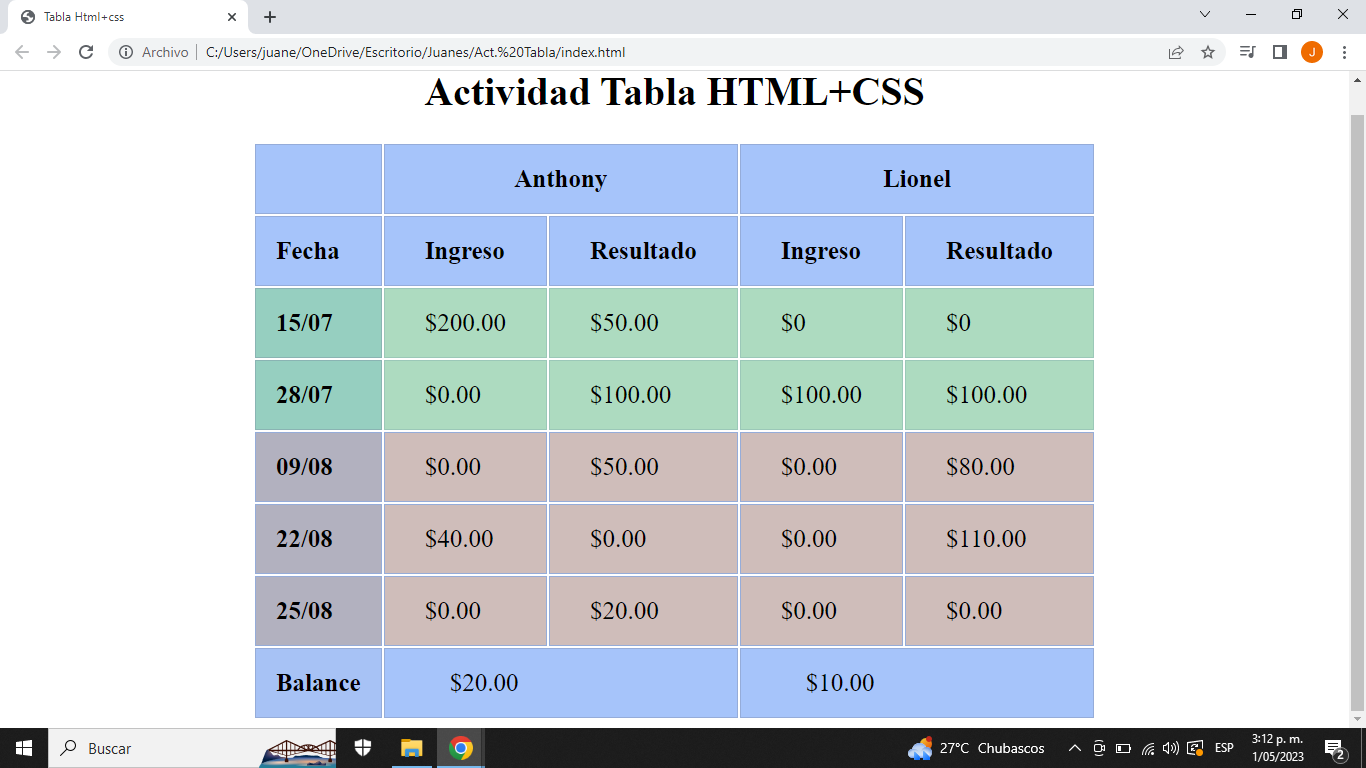 Tabla Html+css
Archivo C:/Users/juane/OneDrive/Escritorio/Juanes/Act.%20Tabla/index.html
J
Actividad Tabla HTML+CSS
Anthony Lionel
Fecha Ingreso Resultado Ingreso Resultado
15/07 $200.00 $50.00 $0 $0
28/07 $0.00 $100.00 $100.00 $100.00
09/08 $0.00 $50.00 $0.00 $80.00
22/08 $40.00 $0.00 $0.00 $110.00
25/08 $0.00 $20.00 $0.00 $0.00
Balance $20.00 $10.00
Buscar 27°C Chubascos ESP 3:12 p. m.
1/05/2023
2